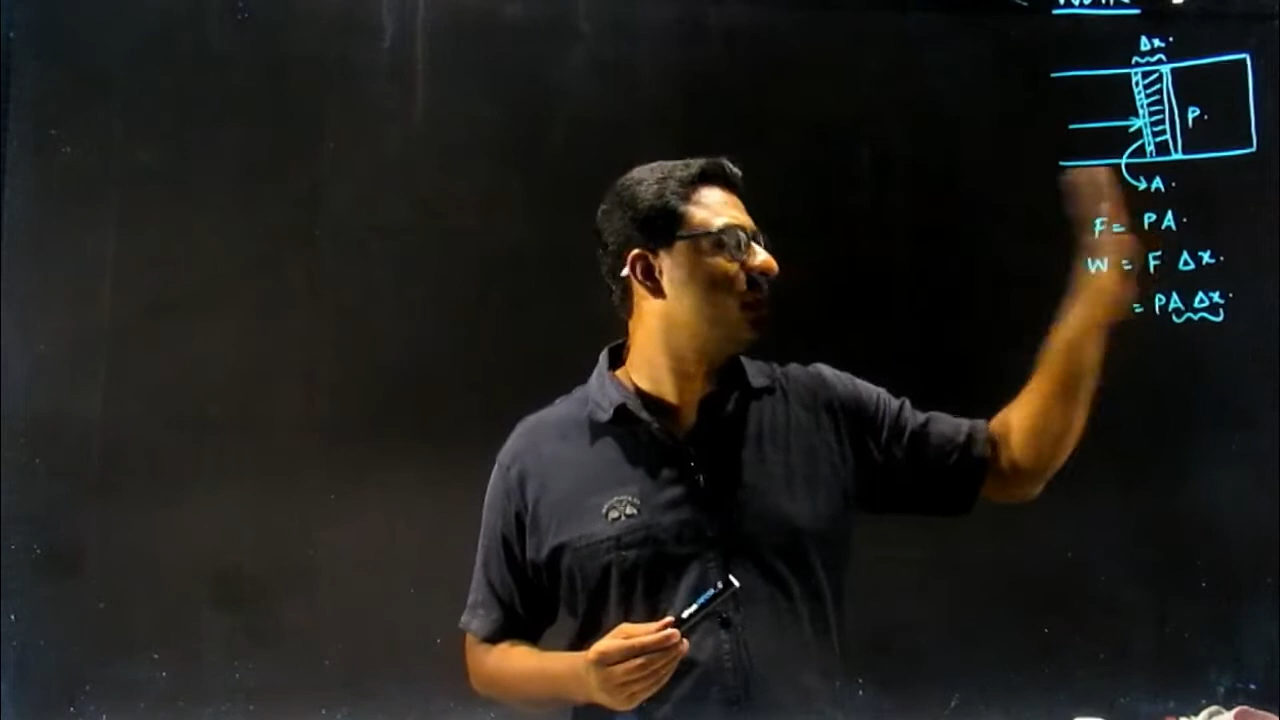 Δx.
P.
A.
F = PA.
W = F Δx.
= PA Δx.